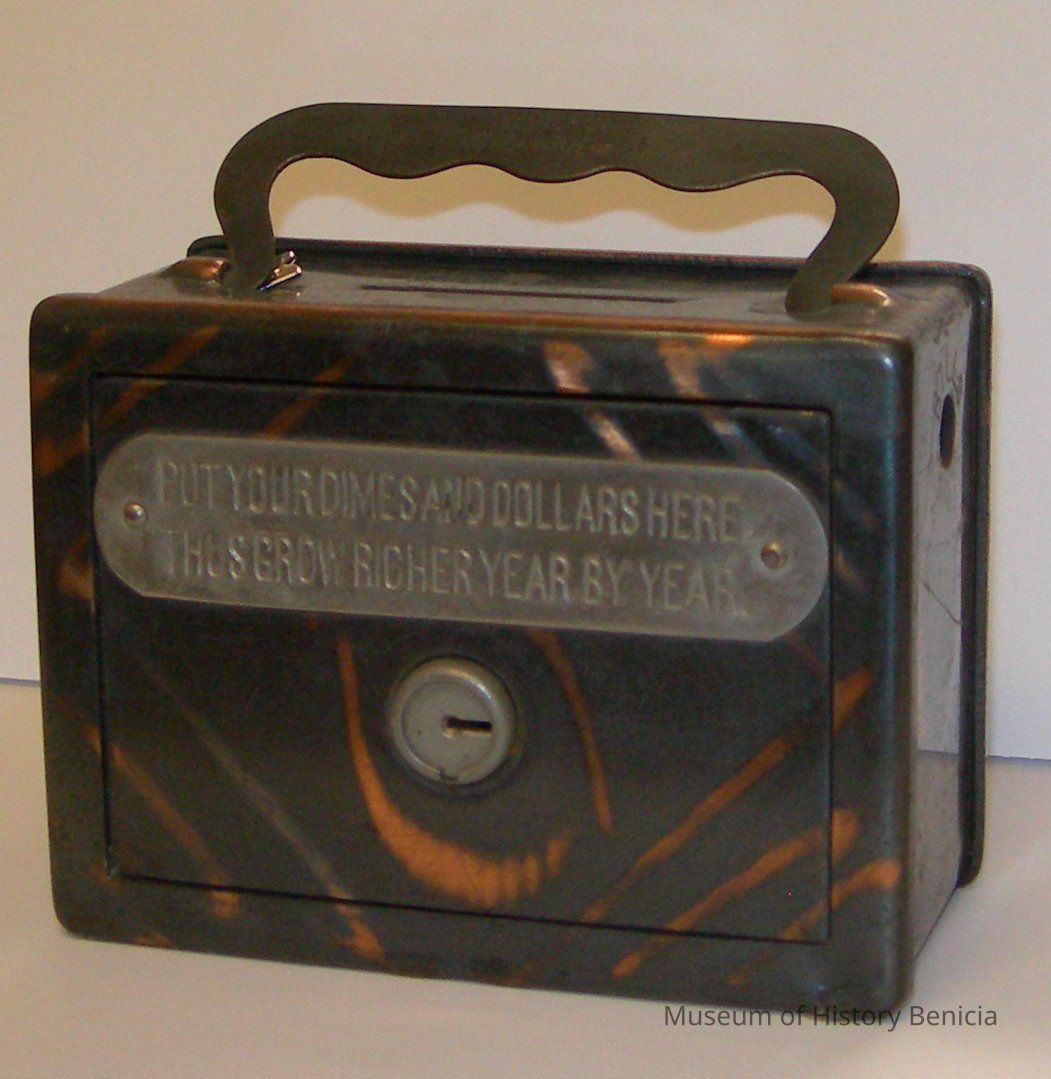 PUT YOUR DIMES AND DOLLARS HERE
THUS GROW RICHER YEAR BY YEAR.
Museum of History Benicia